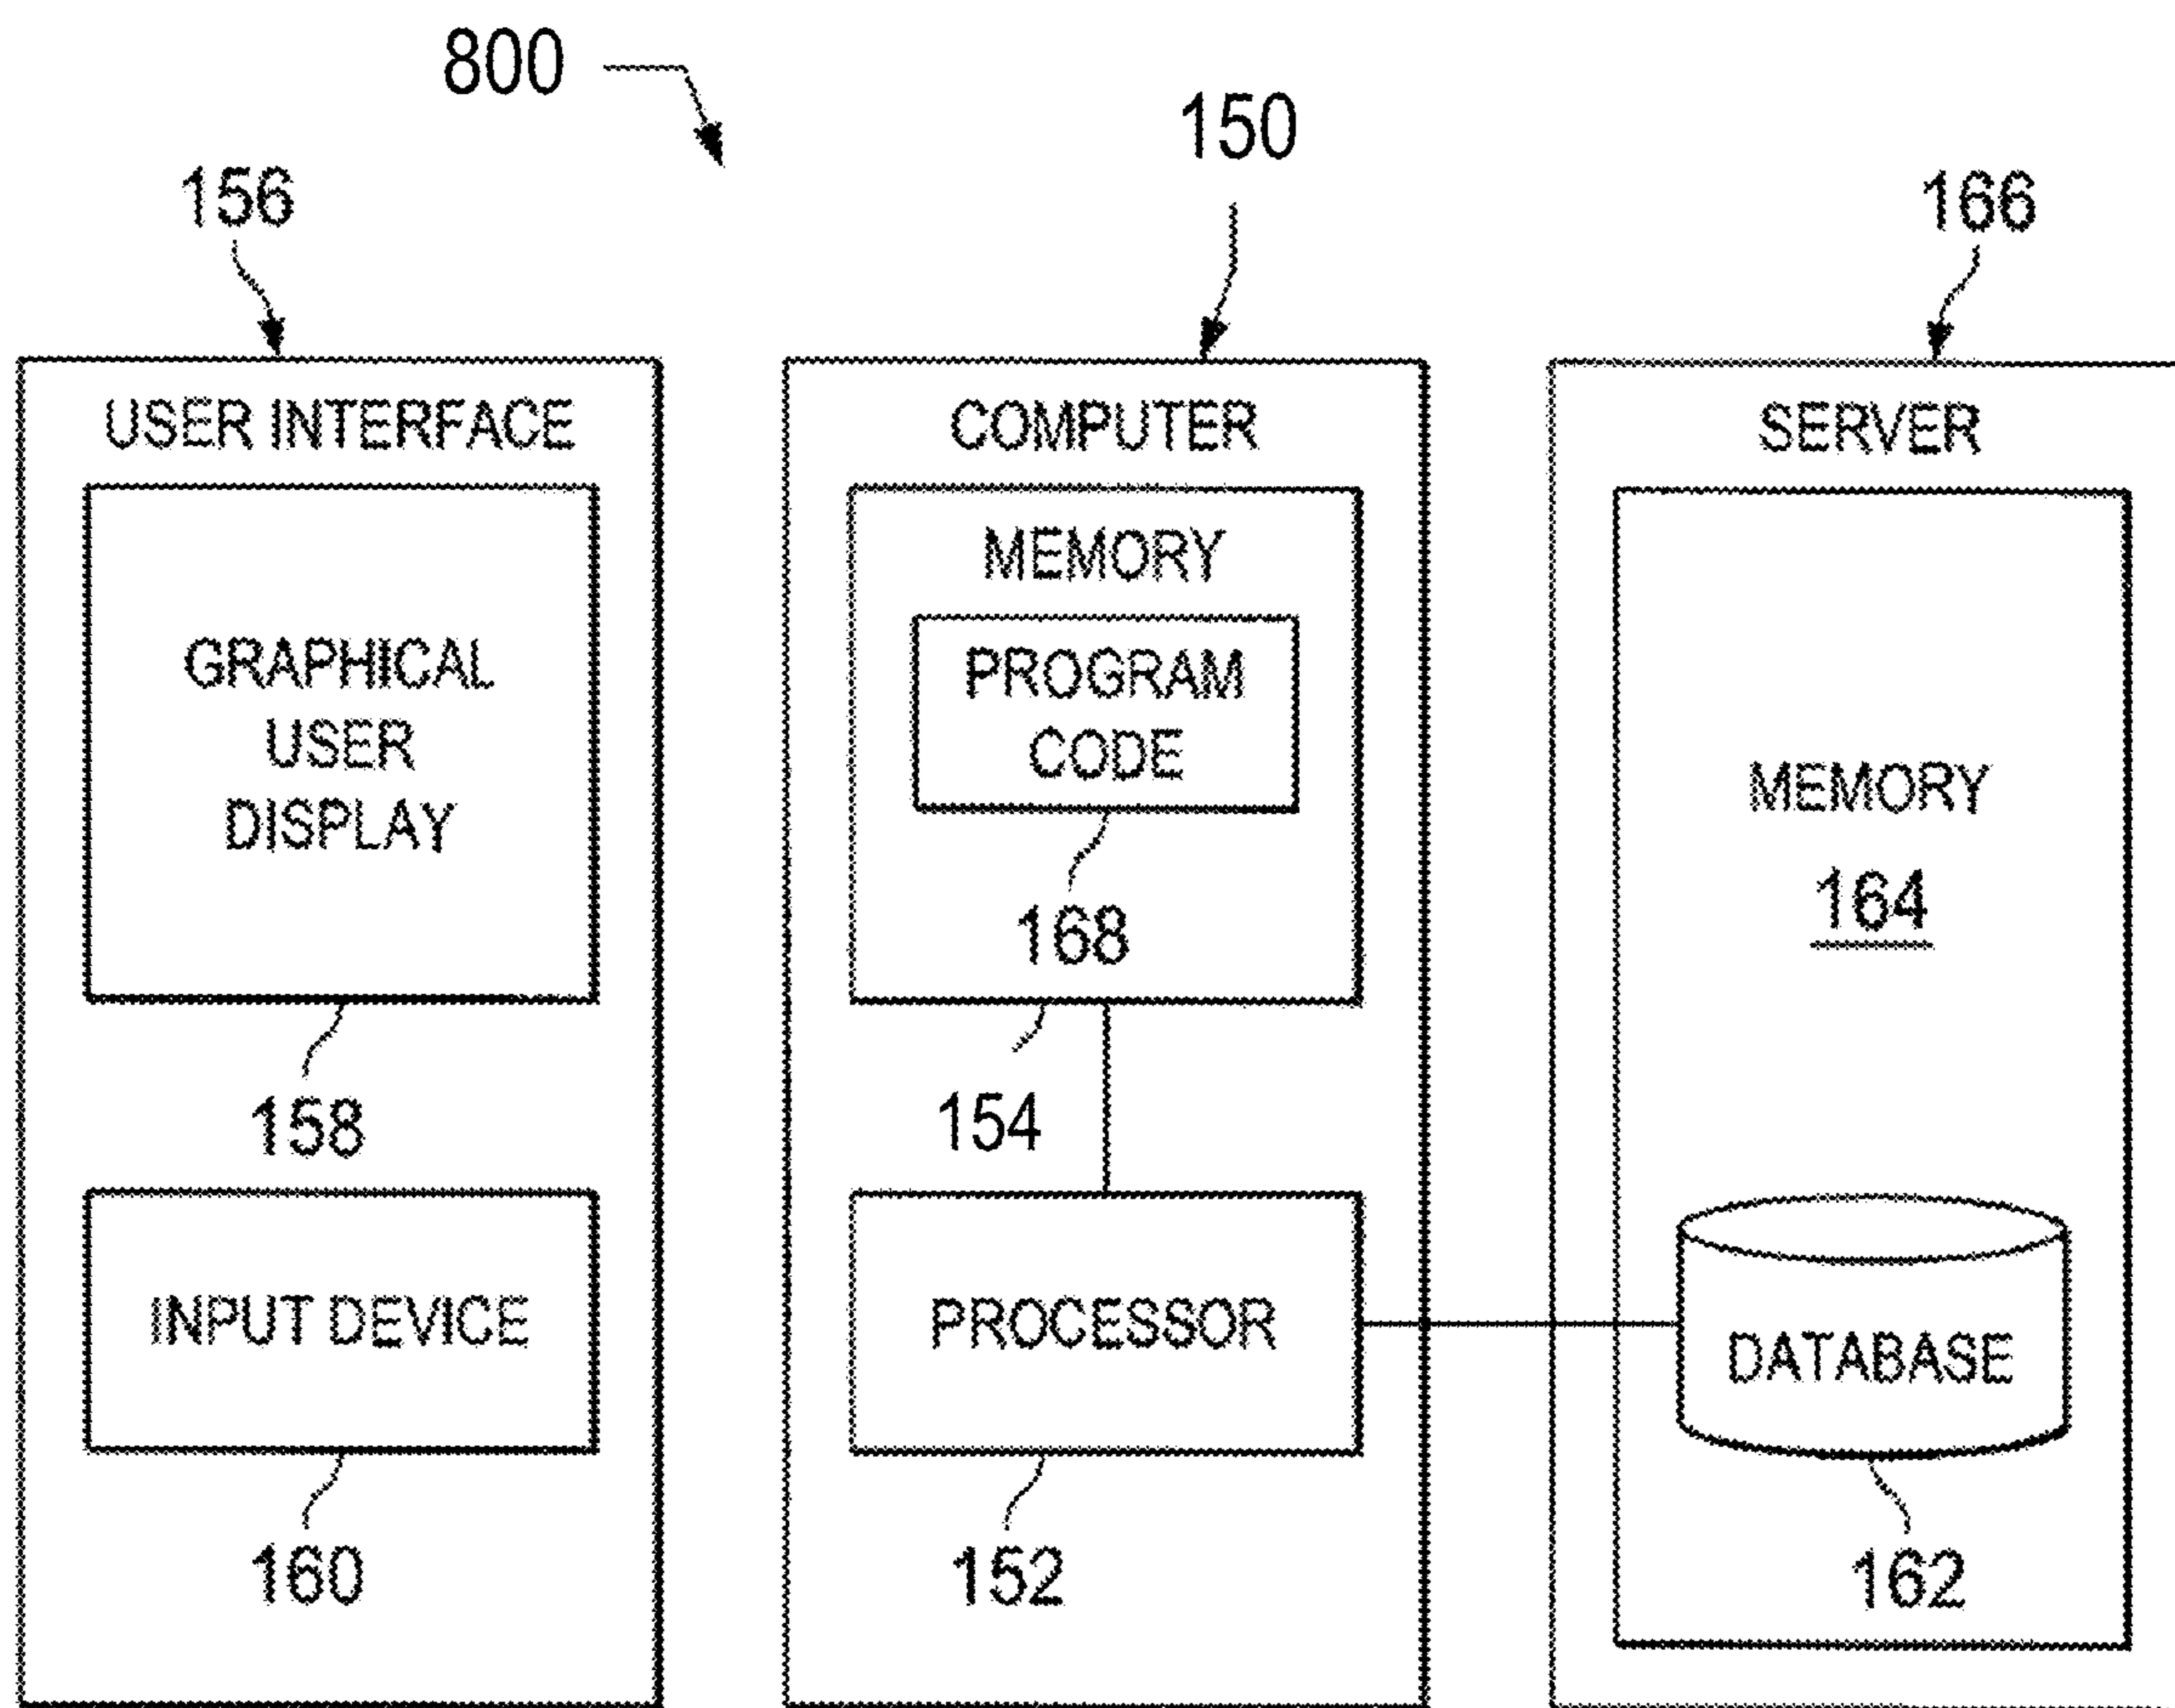 800
150
156
166
USER INTERFACE
COMPUTER
SERVER
GRAPHICAL
USER
DISPLAY
158
INPUT DEVICE
160
MEMORY
PROGRAM
CODE
168
154
PROCESSOR
152
MEMORY
164
DATABASE
162